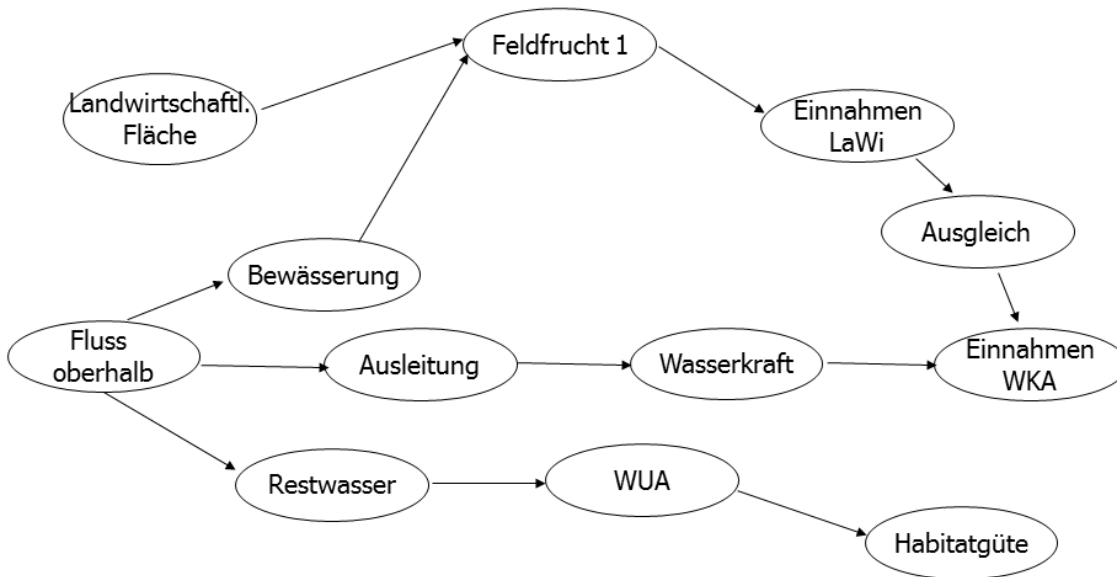 Feldfrucht 1
Landwirtschaftl.
Fläche
Einnahmen
LaWi
Ausgleich
Bewässerung
Fluss
oberhalb
Ausleitung
Wasserkraft
Einnahmen
WKA
Restwasser
WUA
Habitatgüte